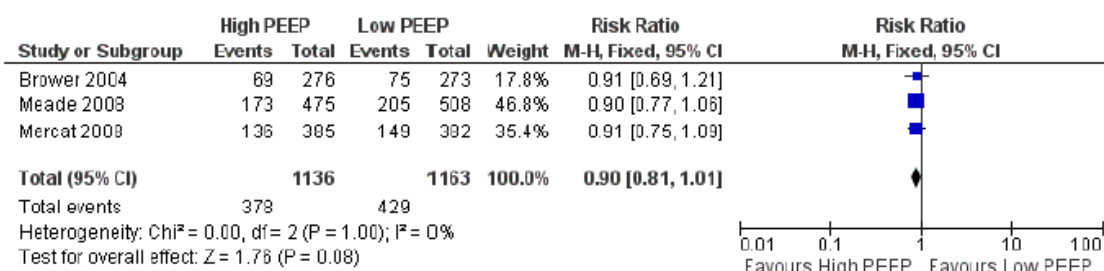 High PEEP Low PEEP Risk Ratio Risk Ratio
Study or Subgroup Events Total Events Total Weight M-H, Fixed, 95% CI M-H, Fixed, 95% CI
Brower 2004 69 276 75 273 17.8% 0.91 [0.69, 1.21]
Meade 2008 173 475 205 508 46.8% 0.90 [0.77, 1.06]
Mercat 2008 136 385 149 382 35.4% 0.91 [0.75, 1.09]
Total (95% CI) 1136 1163 100.0% 0.90 [0.81, 1.01]
Total events 378 429
Heterogeneity: Chi² = 0.00, df = 2 (P = 1.00); I² = 0%
Test for overall effect: Z = 1.76 (P = 0.08)
0.01 0.1 1 10 100
Favours High PEEP Favours Low PEEP